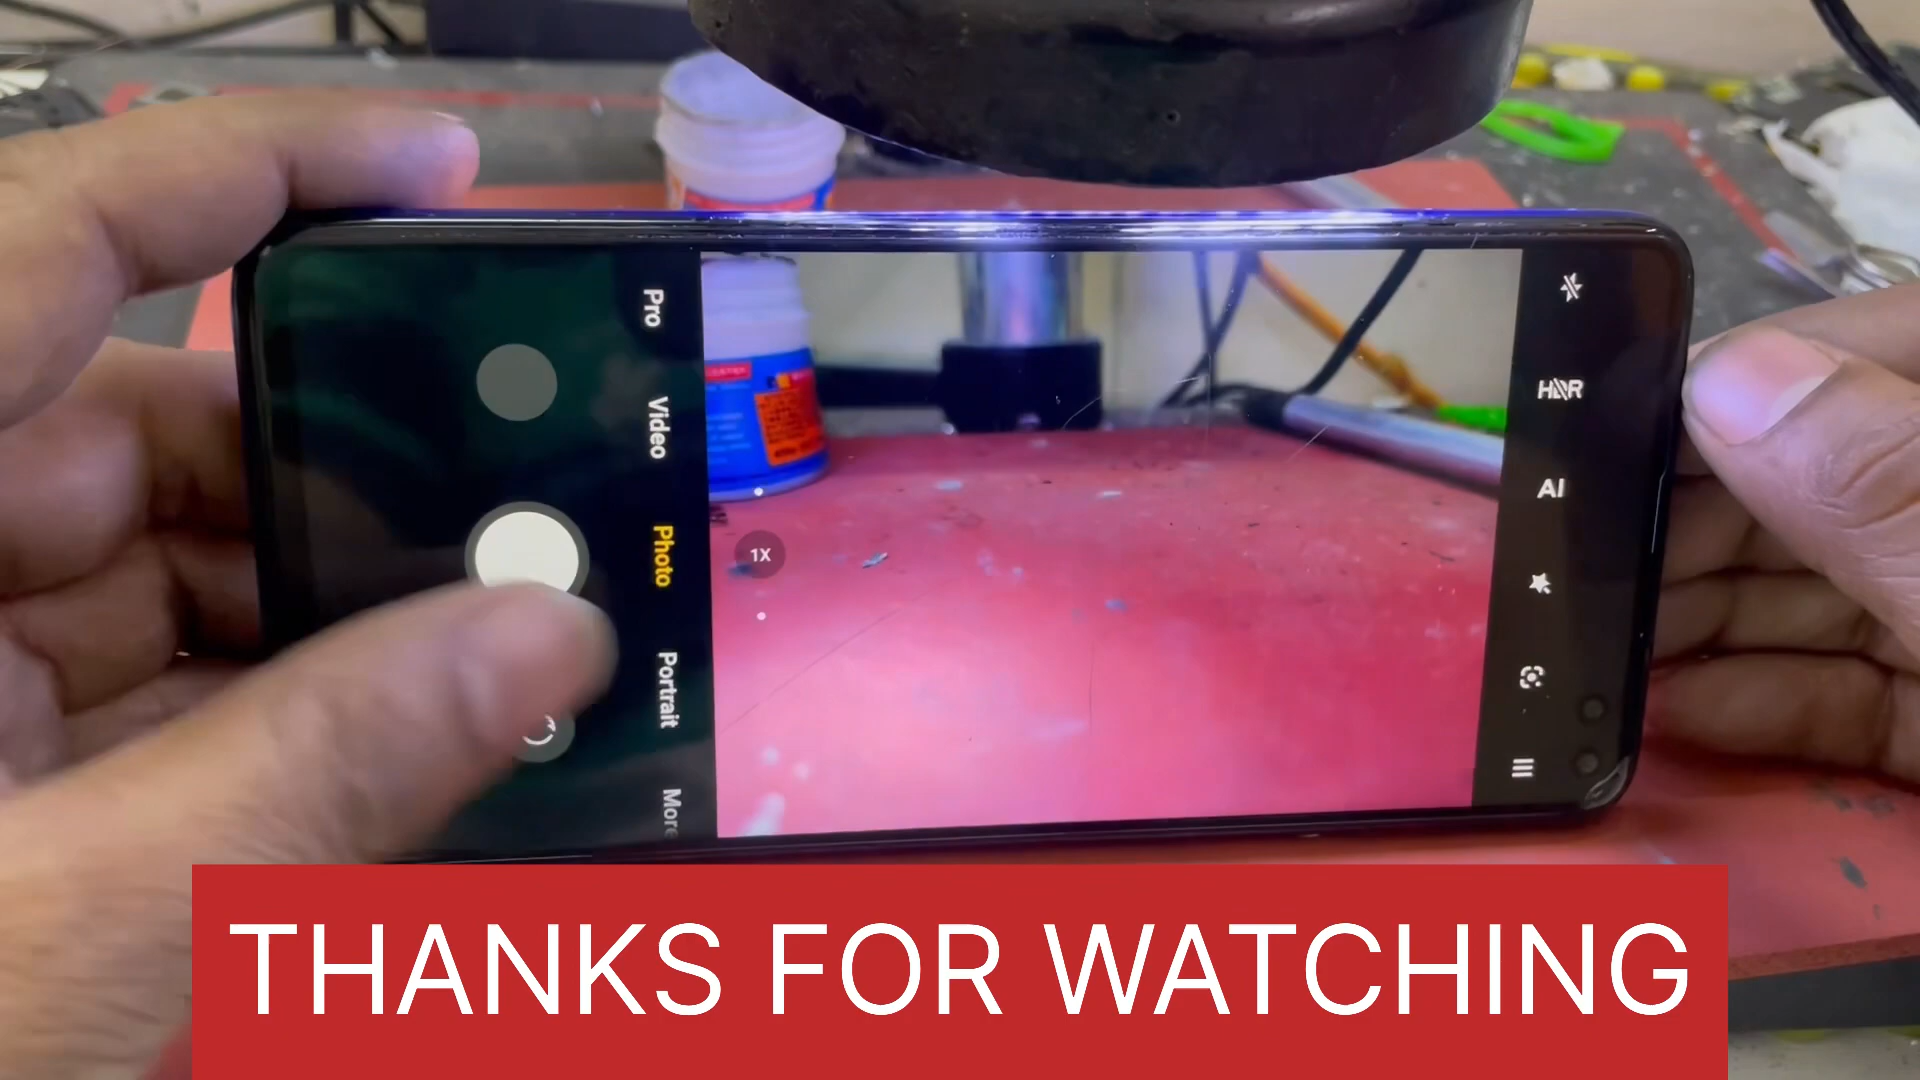 Pro
Video
Photo
Portrait
More
1X
HDR
AI
THANKS FOR WATCHING